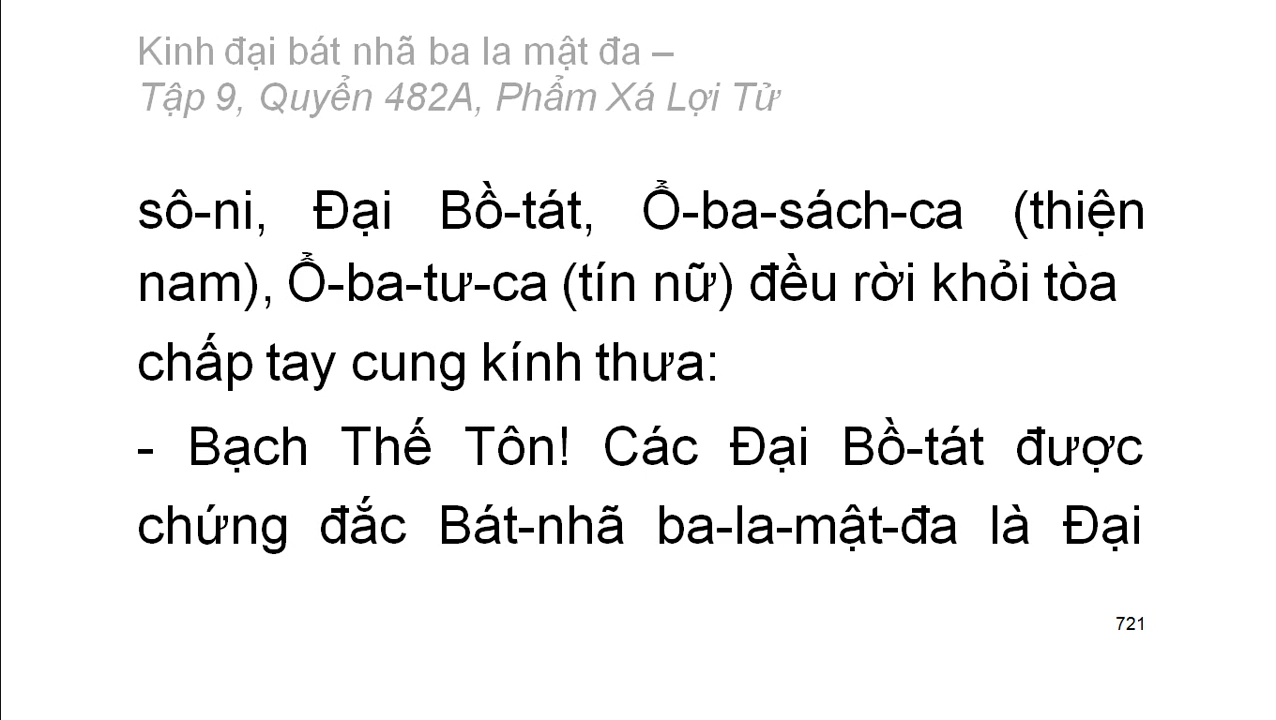 Kinh đại bát nhã ba la mật đa –
Tập 9, Quyển 482A, Phẩm Xá Lợi Tử
sô-ni, Đại Bồ-tát, Ổ-ba-sách-ca (thiện
nam), Ổ-ba-tư-ca (tín nữ) đều rời khỏi tòa
chấp tay cung kính thưa:
- Bạch Thế Tôn! Các Đại Bồ-tát được
chứng đắc Bát-nhã ba-la-mật-đa là Đại
721